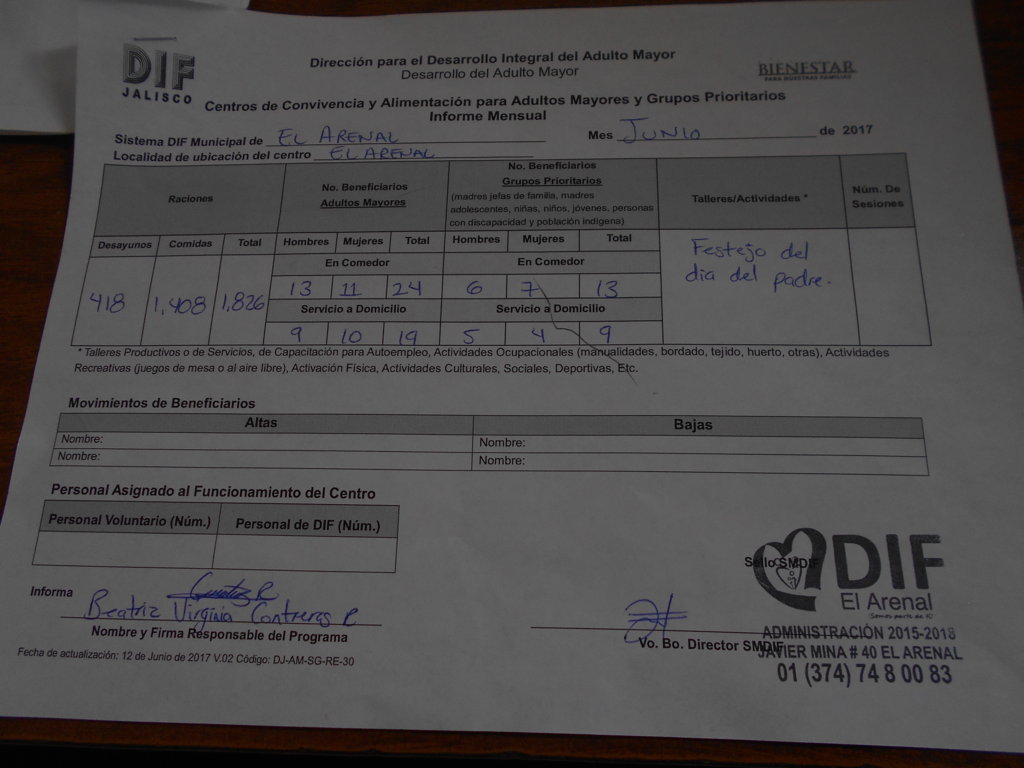 DIF
JALISCO
Dirección para el Desarrollo Integral del Adulto Mayor
Desarrollo del Adulto Mayor
BIENESTAR
PARA NUESTRAS FAMILIAS
Centros de Convivencia y Alimentación para Adultos Mayores y Grupos Prioritarios
Informe Mensual
Sistema DIF Municipal de EL ARENAL Mes JUNIO de 2017
Localidad de ubicación del centro EL ARENAL
Raciones
No. Beneficiarios
Adultos Mayores
No. Beneficiarios
Grupos Prioritarios
(madres jefas de familia, madres
adolescentes, niñas, niños, jóvenes, personas
con discapacidad y población indígena)
Talleres/Actividades *
Núm. De
Sesiones
Desayunos Comidas Total Hombres Mujeres Total Hombres Mujeres Total
En Comedor En Comedor
13 11 24 6 7 13
418 1,408 1,826
Servicio a Domicilio Servicio a Domicilio
9 10 19 5 4 9
Festejo del
dia del padre.
* Talleres Productivos o de Servicios, de Capacitación para Autoempleo, Actividades Ocupacionales (manualidades, bordado, tejido, huerto, otras), Actividades
Recreativas (juegos de mesa o al aire libre), Activación Física, Actividades Culturales, Sociales, Deportivas, Etc.
Movimientos de Beneficiarios
Altas Bajas
Nombre: Nombre:
Nombre: Nombre:
Personal Asignado al Funcionamiento del Centro
Personal Voluntario (Núm.) Personal de DIF (Núm.)
Informa
Beatriz Virginia Contreras R
Nombre y Firma Responsable del Programa
Fecha de actualización: 12 de Junio de 2017 V.02 Código: DJ-AM-SG-RE-30
Sello SMDIF
DIF
El Arenal
Somos parte de ti
Vo. Bo. Director SMDIF
ADMINISTRACIÓN 2015-2018
JAVIER MINA # 40 EL ARENAL
01 (374) 74 8 00 83